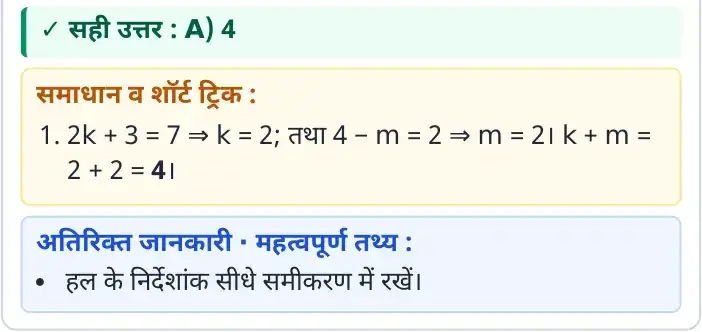 ✓ सही उत्तर : A) 4
समाधान व शॉर्ट ट्रिक :
1. 2k + 3 = 7 ⇒ k = 2; तथा 4 − m = 2 ⇒ m = 2। k + m =
2 + 2 = 4।
अतिरिक्त जानकारी · महत्वपूर्ण तथ्य :
• हल के निर्देशांक सीधे समीकरण में रखें।